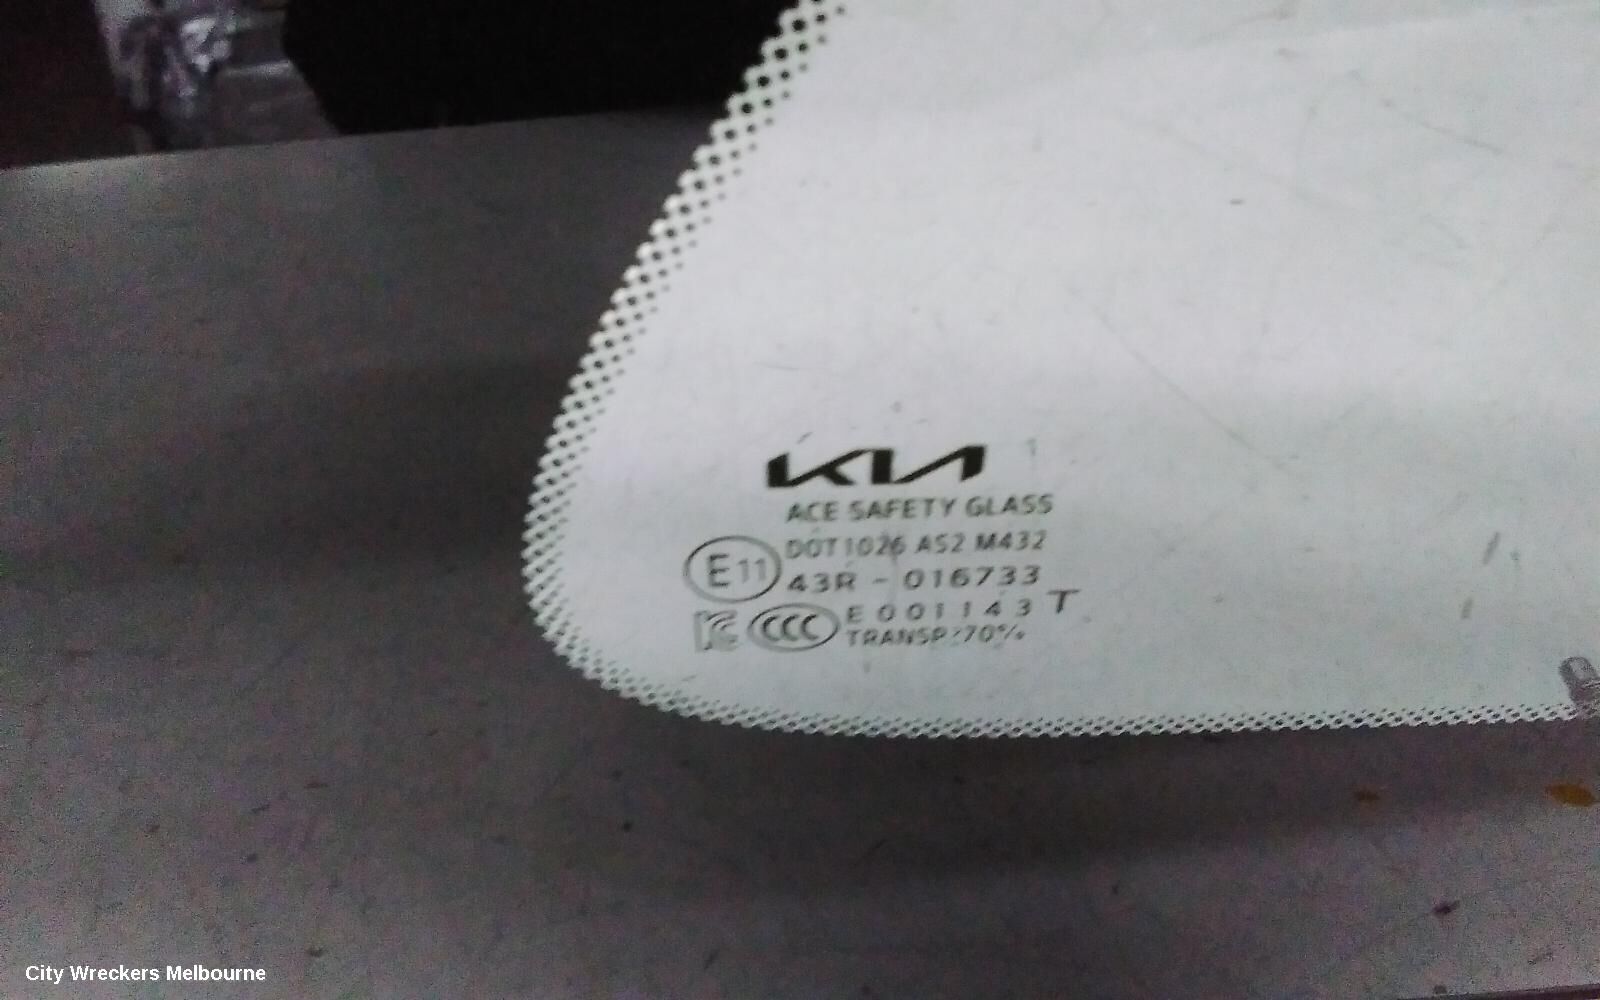 KIA
ACE SAFETY GLASS
DOT1026 AS2 M432
E11
43R - 016733
E001143 T
CCC
TRANSP.:70%
City Wreckers Melbourne